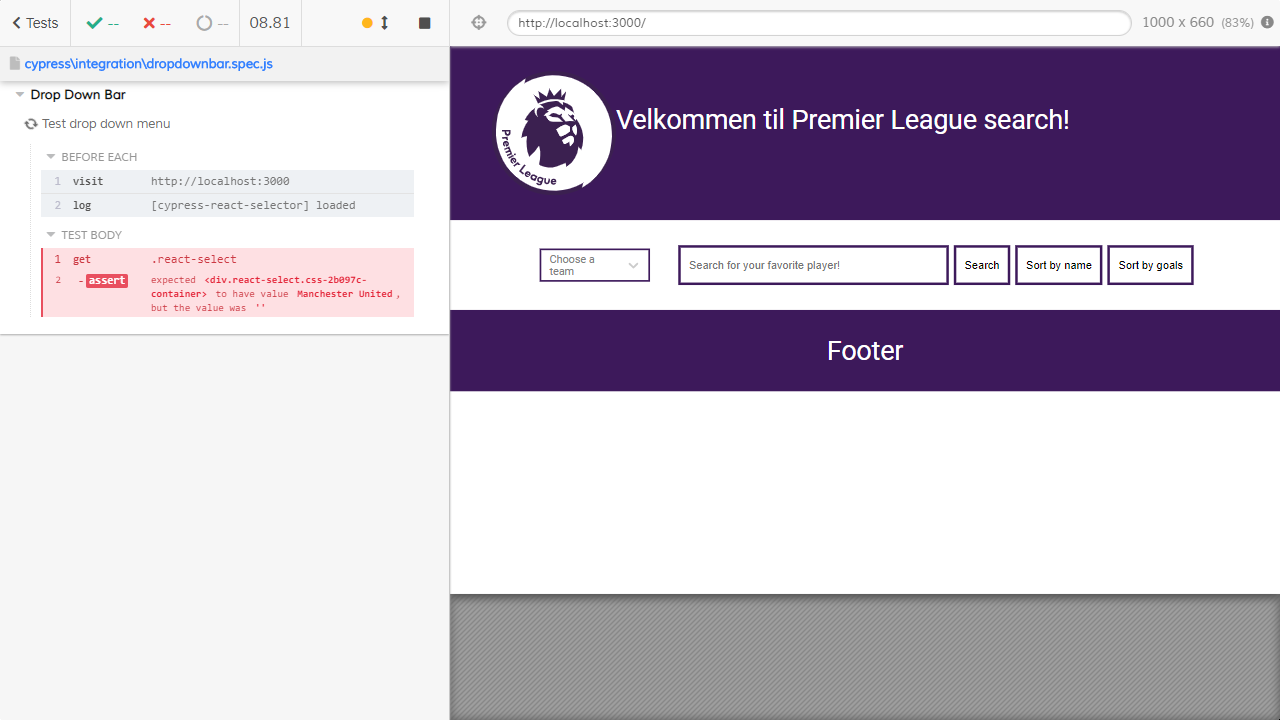 Tests -- -- -- 08.81
http://localhost:3000/
1000 x 660 (83%)
cypress\integration\dropdownbar.spec.js
Drop Down Bar
Test drop down menu
BEFORE EACH
1 visit http://localhost:3000
2 log [cypress-react-selector] loaded
TEST BODY
1 get .react-select
2 -assert expected <div.react-select.css-2b097c-
container> to have value Manchester United,
but the value was ''
Premier League
Velkommen til Premier League search!
Choose a
team
Search for your favorite player!
Search
Sort by name
Sort by goals
Footer